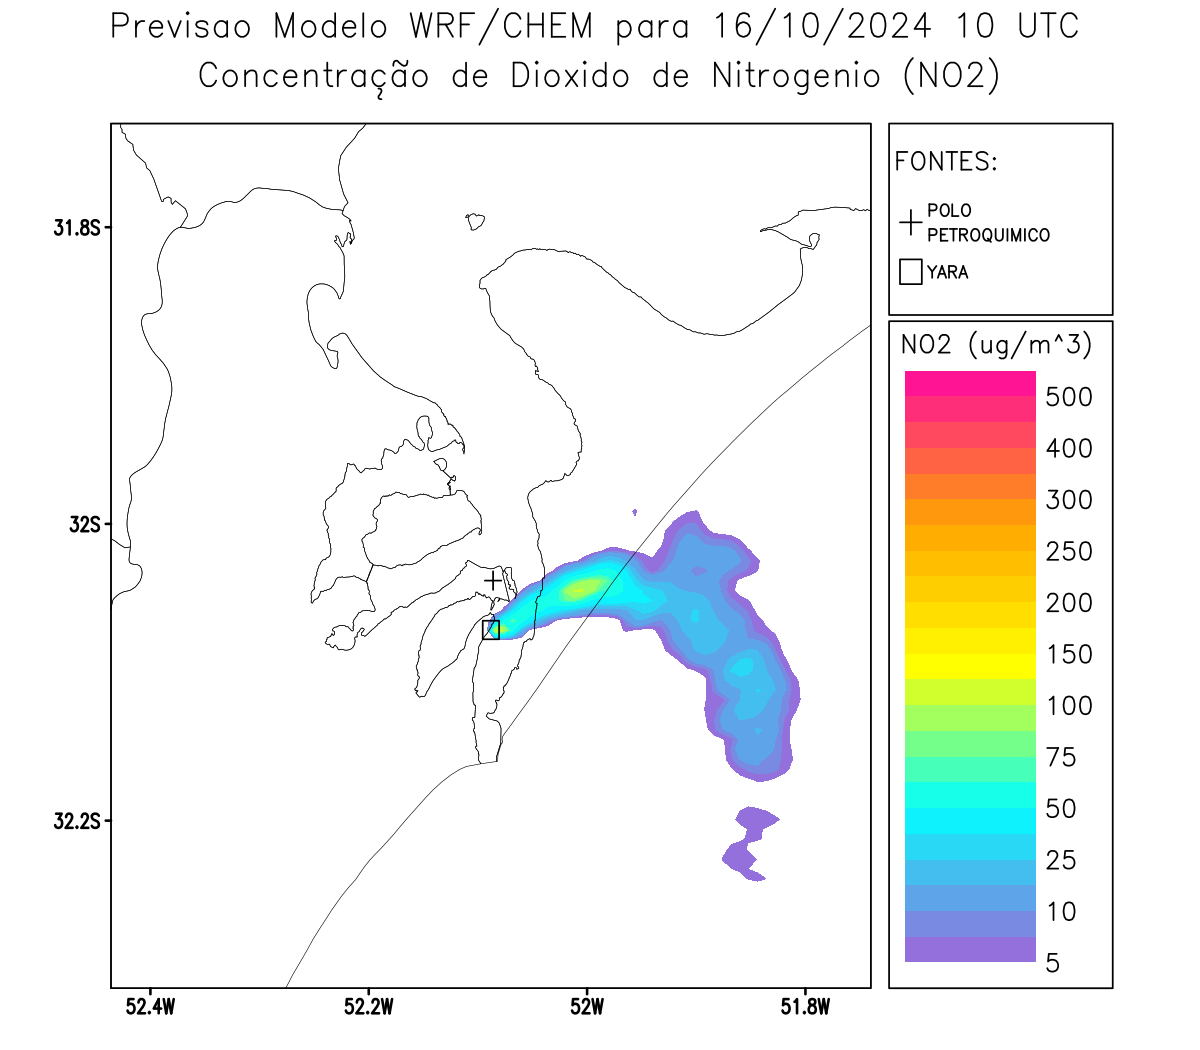 Previsao Modelo WRF/CHEM para 16/10/2024 10 UTC
Concentração de Dioxido de Nitrogenio (NO2)
FONTES:
POLO
PETROQUIMICO
YARA
NO2 (ug/m^3)
500
400
300
250
200
150
100
75
50
25
10
5
31.8S
32S
32.2S
52.4W
52.2W
52W
51.8W